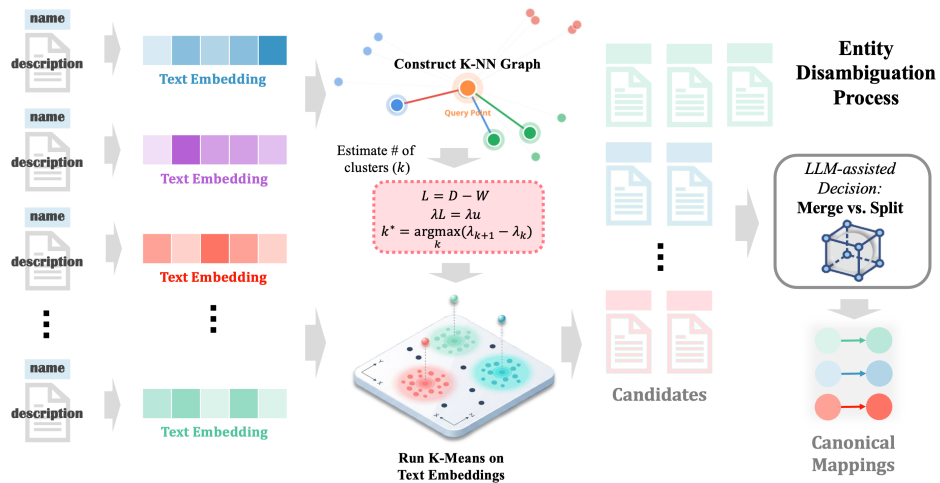 name
description
Text Embedding
name
description
Text Embedding
name
description
Text Embedding
name
description
Text Embedding
Construct K-NN Graph
Query Point
Estimate # of
clusters (k)
L = D − W
λL = λu
k* = argmax(λₖ₊₁ − λₖ)
k
Y
X
X
Z
Run K-Means on
Text Embeddings
Candidates
Entity
Disambiguation
Process
LLM-assisted
Decision:
Merge vs. Split
Canonical
Mappings